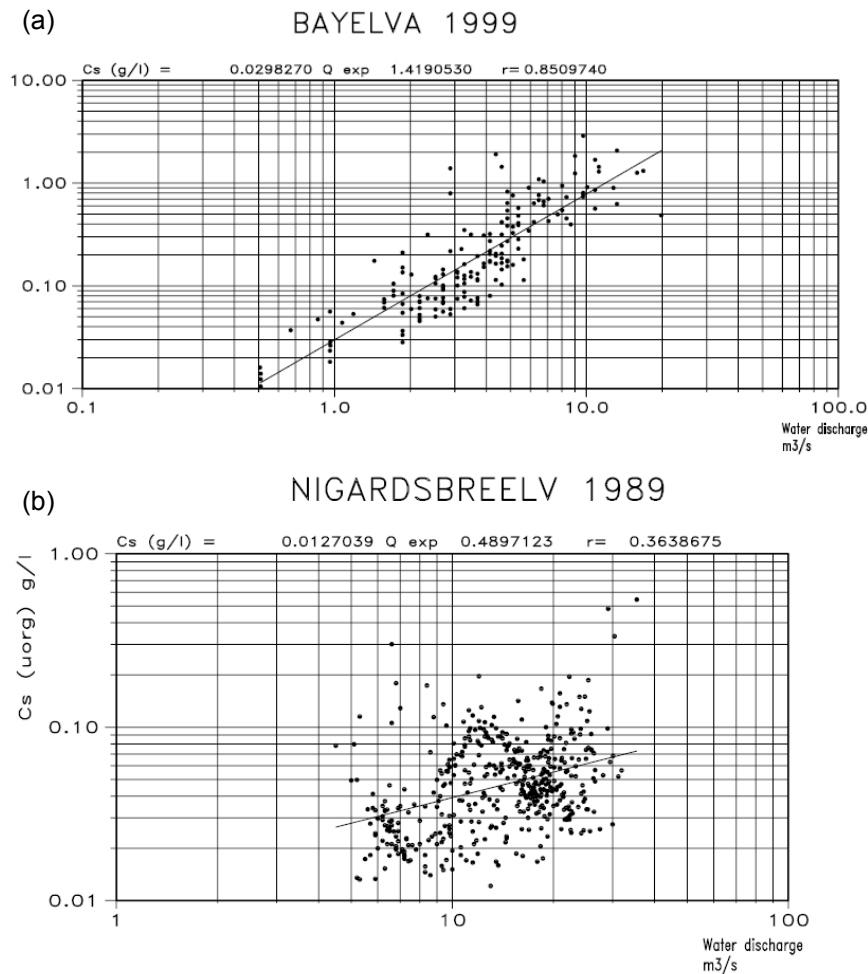 (a)
BAYELVA 1999
Cs (g/l) = 0.0298270 Q exp 1.4190530 r= 0.8509740
10.00
1.00
0.10
0.01
0.1 1.0 10.0 100.0
Water discharge
m3/s
(b)
NIGARDSBREELV 1989
Cs (g/l) = 0.0127039 Q exp 0.4897123 r= 0.3638675
Cs (uorg) g/l
1.00
0.10
0.01
1 10 100
Water discharge
m3/s